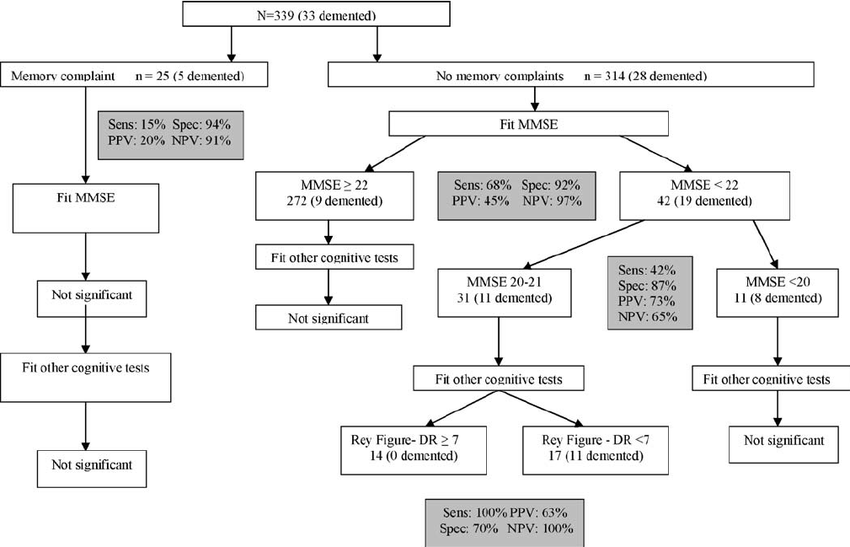 N=339 (33 demented)
Memory complaint n = 25 (5 demented)
No memory complaints n = 314 (28 demented)
Sens: 15% Spec: 94%
PPV: 20% NPV: 91%
Fit MMSE
Fit MMSE
MMSE ≥ 22
272 (9 demented)
Sens: 68% Spec: 92%
PPV: 45% NPV: 97%
MMSE < 22
42 (19 demented)
Fit other cognitive tests
Not significant
MMSE 20-21
31 (11 demented)
Sens: 42%
Spec: 87%
PPV: 73%
NPV: 65%
MMSE <20
11 (8 demented)
Not significant
Fit other cognitive tests
Fit other cognitive tests
Fit other cognitive tests
Rey Figure- DR ≥ 7
14 (0 demented)
Rey Figure - DR <7
17 (11 demented)
Not significant
Not significant
Sens: 100% PPV: 63%
Spec: 70% NPV: 100%